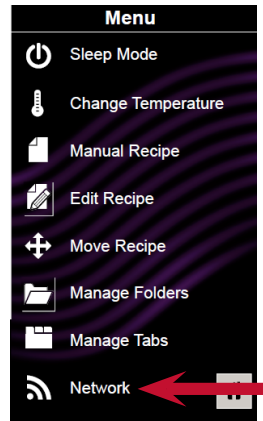 Menu
Sleep Mode
Change Temperature
Manual Recipe
Edit Recipe
Move Recipe
Manage Folders
Manage Tabs
Network